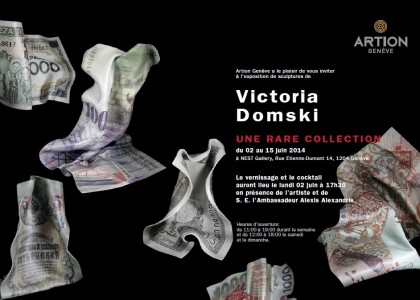 ARTION
GENÈVE
Artion Genève a le plaisir de vous inviter
à l'exposition de sculptures de
Victoria
Domski
UNE RARE COLLECTION
du 02 au 15 juin 2014
à NEST Gallery, Rue Etienne-Dumont 14, 1204 Genève
Le vernissage et le cocktail
auront lieu le lundi 02 juin à 17h30
en présence de l'artiste et de
S. E. l'Ambassadeur Alexis Alexandris
Heures d'ouverture:
de 11:00 à 19:00 durant la semaine
et de 12:00 à 18:00 le samedi
et le dimanche.
000
100